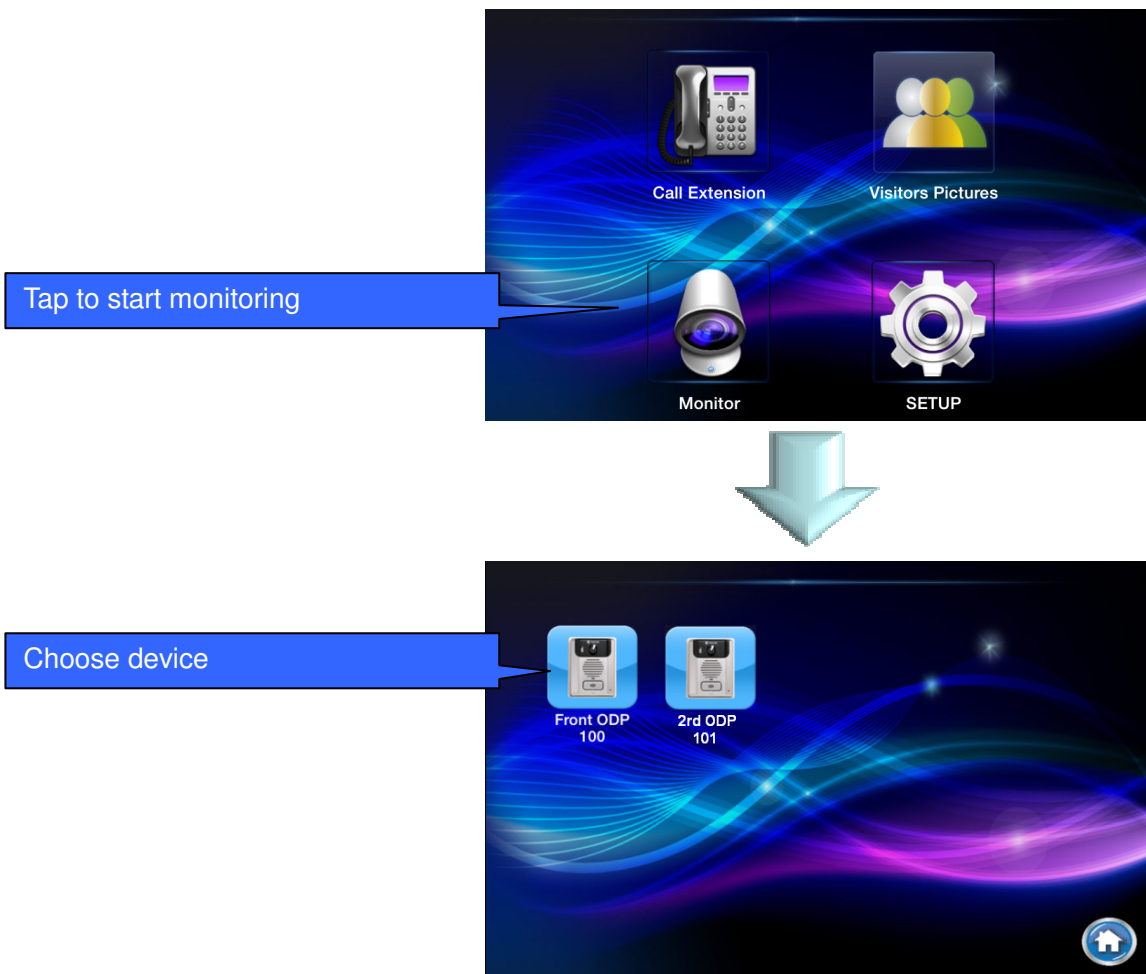 Call Extension
Visitors Pictures
Tap to start monitoring
Monitor
SETUP
Choose device
Front ODP
100
2rd ODP
101